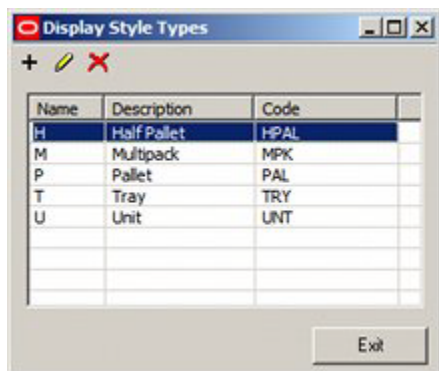 Display Style Types
Name Description Code
H Half Pallet HPAL
M Multipack MPK
P Pallet PAL
T Tray TRY
U Unit UNT
Exit